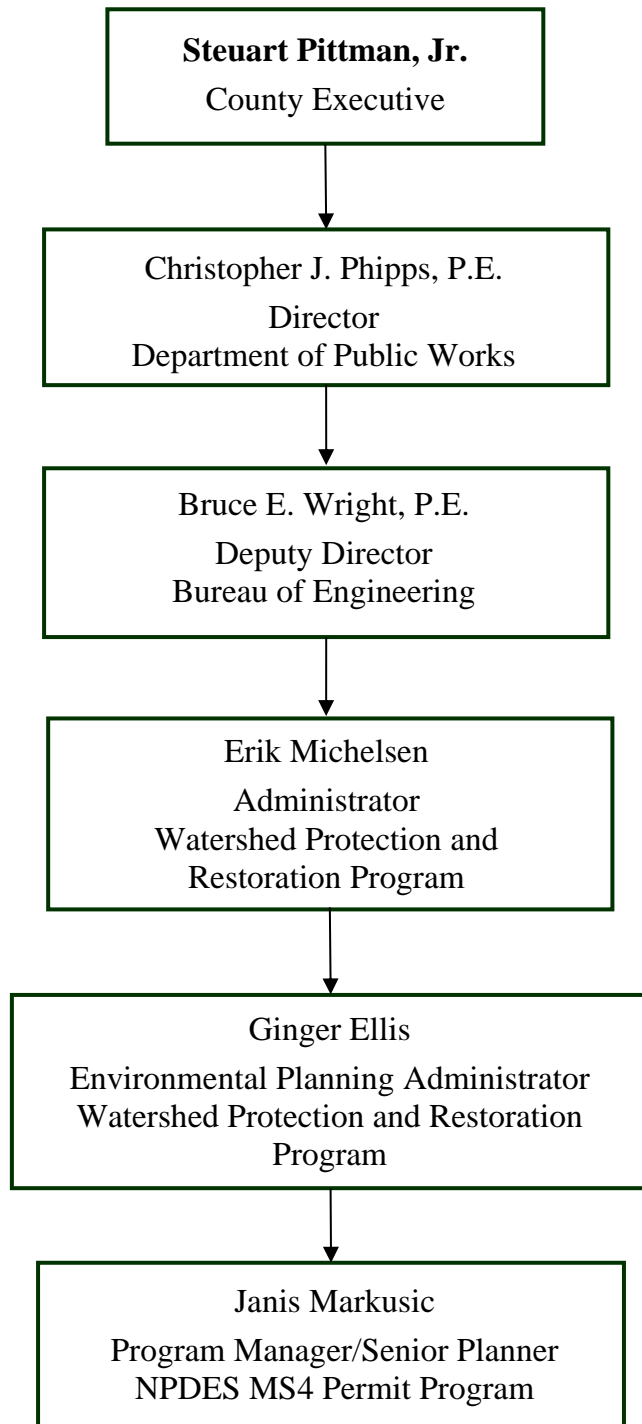 Steuart Pittman, Jr.
County Executive
Christopher J. Phipps, P.E.
Director
Department of Public Works
Bruce E. Wright, P.E.
Deputy Director
Bureau of Engineering
Erik Michelsen
Administrator
Watershed Protection and
Restoration Program
Ginger Ellis
Environmental Planning Administrator
Watershed Protection and Restoration
Program
Janis Markusic
Program Manager/Senior Planner
NPDES MS4 Permit Program